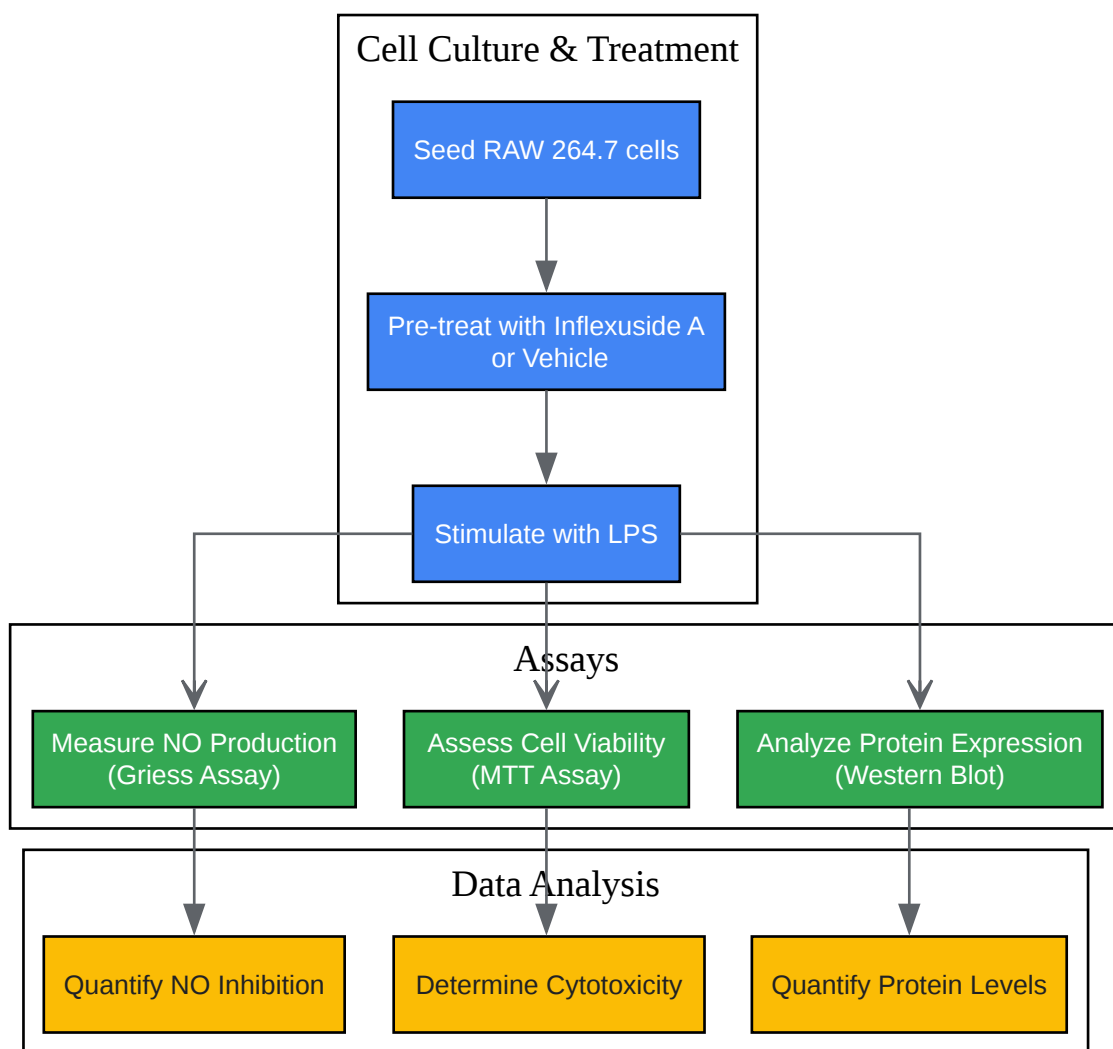 Cell Culture & Treatment
Seed RAW 264.7 cells
Pre-treat with Inflexuside A
or Vehicle
Stimulate with LPS
Assays
Measure NO Production
(Griess Assay)
Assess Cell Viability
(MTT Assay)
Analyze Protein Expression
(Western Blot)
Data Analysis
Quantify NO Inhibition
Determine Cytotoxicity
Quantify Protein Levels